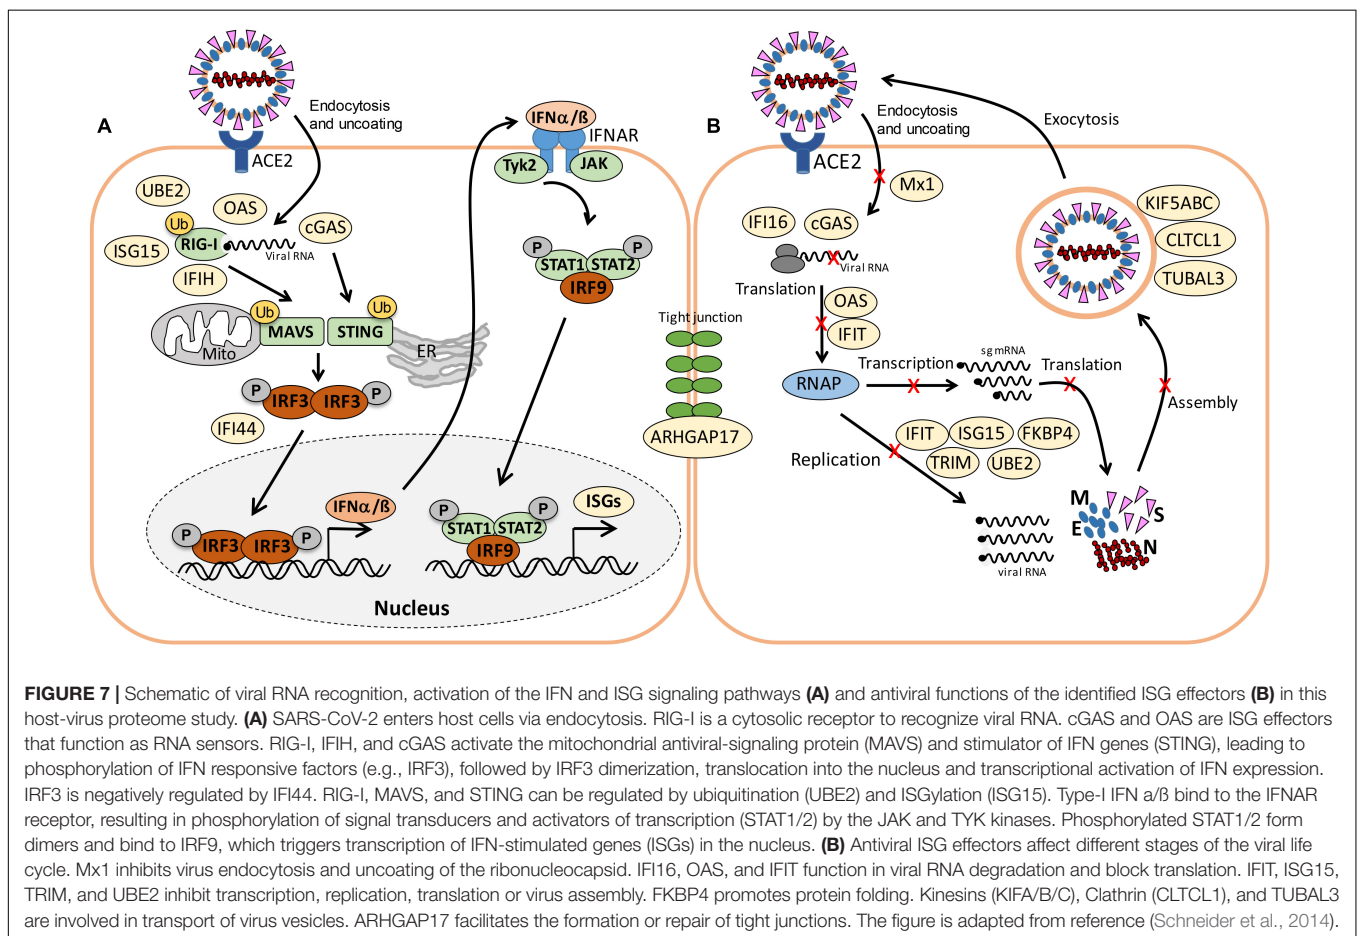 A
Endocytosis
and uncoating
ACE2
UBE2
OAS
Ub
cGAS
ISG15
RIG-I
Viral RNA
IFIH
Ub
Ub
MAVS
STING
Mito
ER
P
IRF3
IRF3
P
IFI44
IFNα/ß
IFNAR
Tyk2
JAK
P
P
STAT1
STAT2
IRF9
P
IRF3
IRF3
P
IFNα/ß
P
P
STAT1
STAT2
IRF9
ISGs
Nucleus
Tight junction
ARHGAP17
B
Endocytosis
and uncoating
ACE2
X
Mx1
Exocytosis
IFI16
cGAS
X
Viral RNA
Translation
OAS
X
IFIT
RNAP
Transcription
X
sg mRNA
Translation
X
KIF5ABC
CLTCL1
TUBAL3
X
Assembly
Replication
X
IFIT
ISG15
FKBP4
TRIM
UBE2
viral RNA
M
E
S
N
FIGURE 7 | Schematic of viral RNA recognition, activation of the IFN and ISG signaling pathways (A) and antiviral functions of the identified ISG effectors (B) in this
host-virus proteome study. (A) SARS-CoV-2 enters host cells via endocytosis. RIG-I is a cytosolic receptor to recognize viral RNA. cGAS and OAS are ISG effectors
that function as RNA sensors. RIG-I, IFIH, and cGAS activate the mitochondrial antiviral-signaling protein (MAVS) and stimulator of IFN genes (STING), leading to
phosphorylation of IFN responsive factors (e.g., IRF3), followed by IRF3 dimerization, translocation into the nucleus and transcriptional activation of IFN expression.
IRF3 is negatively regulated by IFI44. RIG-I, MAVS, and STING can be regulated by ubiquitination (UBE2) and ISGylation (ISG15). Type-I IFN a/ß bind to the IFNAR
receptor, resulting in phosphorylation of signal transducers and activators of transcription (STAT1/2) by the JAK and TYK kinases. Phosphorylated STAT1/2 form
dimers and bind to IRF9, which triggers transcription of IFN-stimulated genes (ISGs) in the nucleus. (B) Antiviral ISG effectors affect different stages of the viral life
cycle. Mx1 inhibits virus endocytosis and uncoating of the ribonucleocapsid. IFI16, OAS, and IFIT function in viral RNA degradation and block translation. IFIT, ISG15,
TRIM, and UBE2 inhibit transcription, replication, translation or virus assembly. FKBP4 promotes protein folding. Kinesins (KIFA/B/C), Clathrin (CLTCL1), and TUBAL3
are involved in transport of virus vesicles. ARHGAP17 facilitates the formation or repair of tight junctions. The figure is adapted from reference (Schneider et al., 2014).